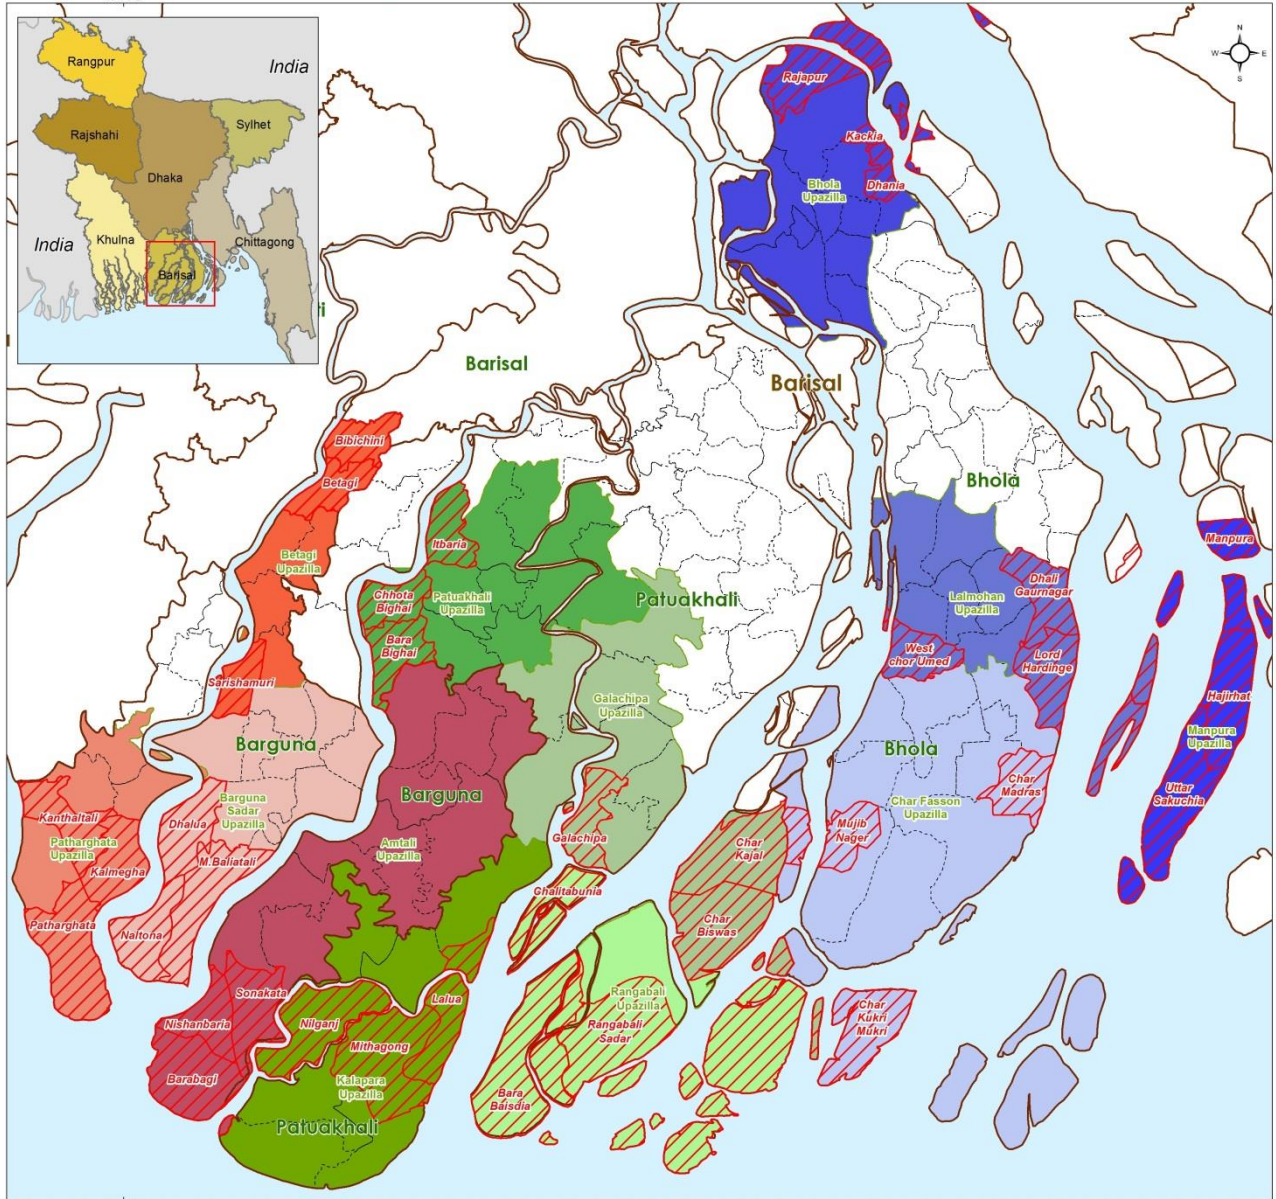 Rangpur
India
Rajshahi
Sylhet
Dhaka
India
Khulna
Chittagong
Barisal
N
W
E
S
Rajapur
Kackia
Dhania
Bhola
Upazilla
Barisal
Barisal
Bibichini
Betagi
Betagi
Upazilla
Itbaria
Chhota
Bighai
Patuakhali
Upazilla
Bara
Bighai
Patuakhali
Bhola
Manpura
Dhali
Gaurnagar
Lalmohan
Upazilla
West
chor Umed
Lord
Hardinge
Sarishamuri
Galachipa
Upazilla
Hajirhat
Manpura
Upazilla
Uttar
Sakuchia
Barguna
Bhola
Char
Madras
Barguna
Barguna
Sadar
Upazilla
Kanthaltali
Dhalua
Patharghata
Upazilla
M.Baliatali
Kalmegha
Amtali
Upazilla
Galachipa
Char Fasson
Upazilla
Mujib
Nager
Char
Kajal
Chalitabunia
Patharghata
Naltona
Char
Biswas
Sonakata
Lalua
Rangabali
Upazilla
Nishanbaria
Nilganj
Rangabali
Sadar
Char
Kukri
Mukri
Mithagong
Barabagi
Kalapara
Upazilla
Bara
Baisdia
Patuakhali